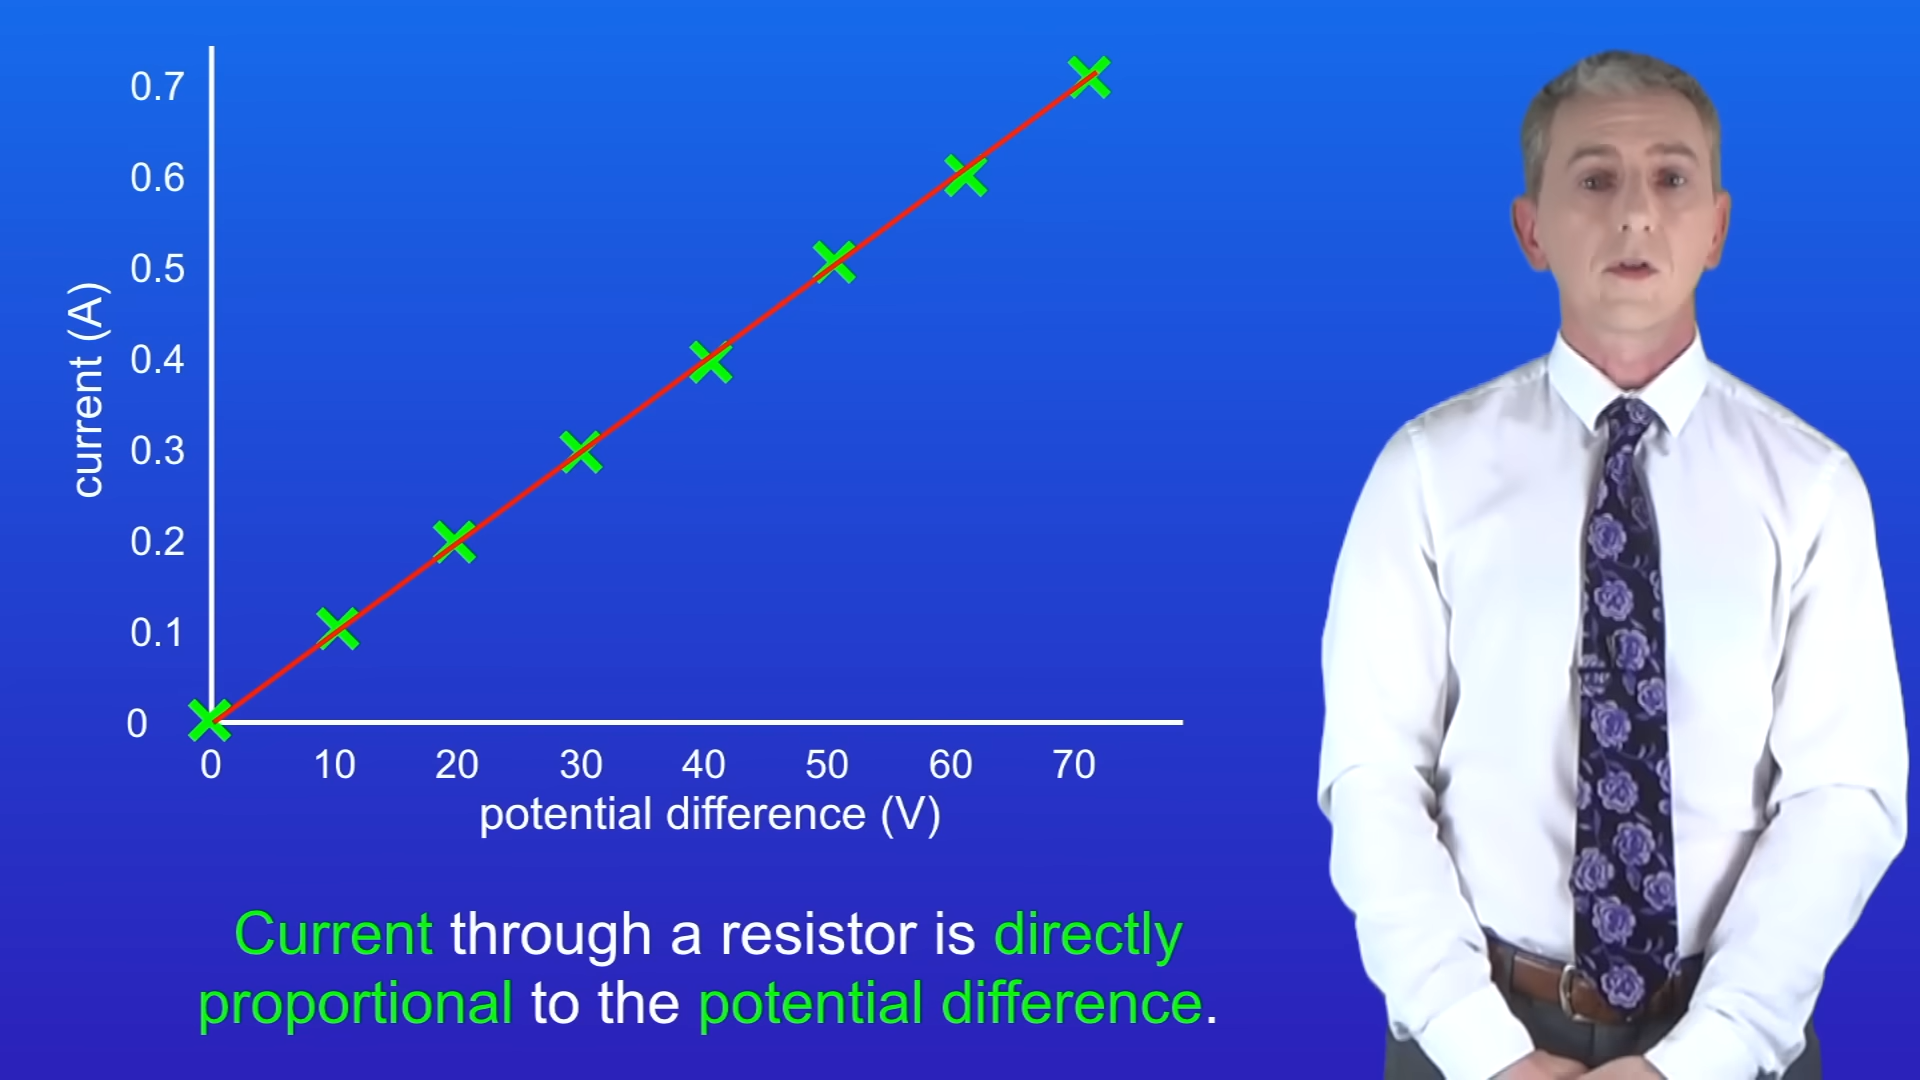 0.7
0.6
0.5
0.4
0.3
0.2
0.1
0
current (A)
0 10 20 30 40 50 60 70
potential difference (V)
Current through a resistor is directly
proportional to the potential difference.